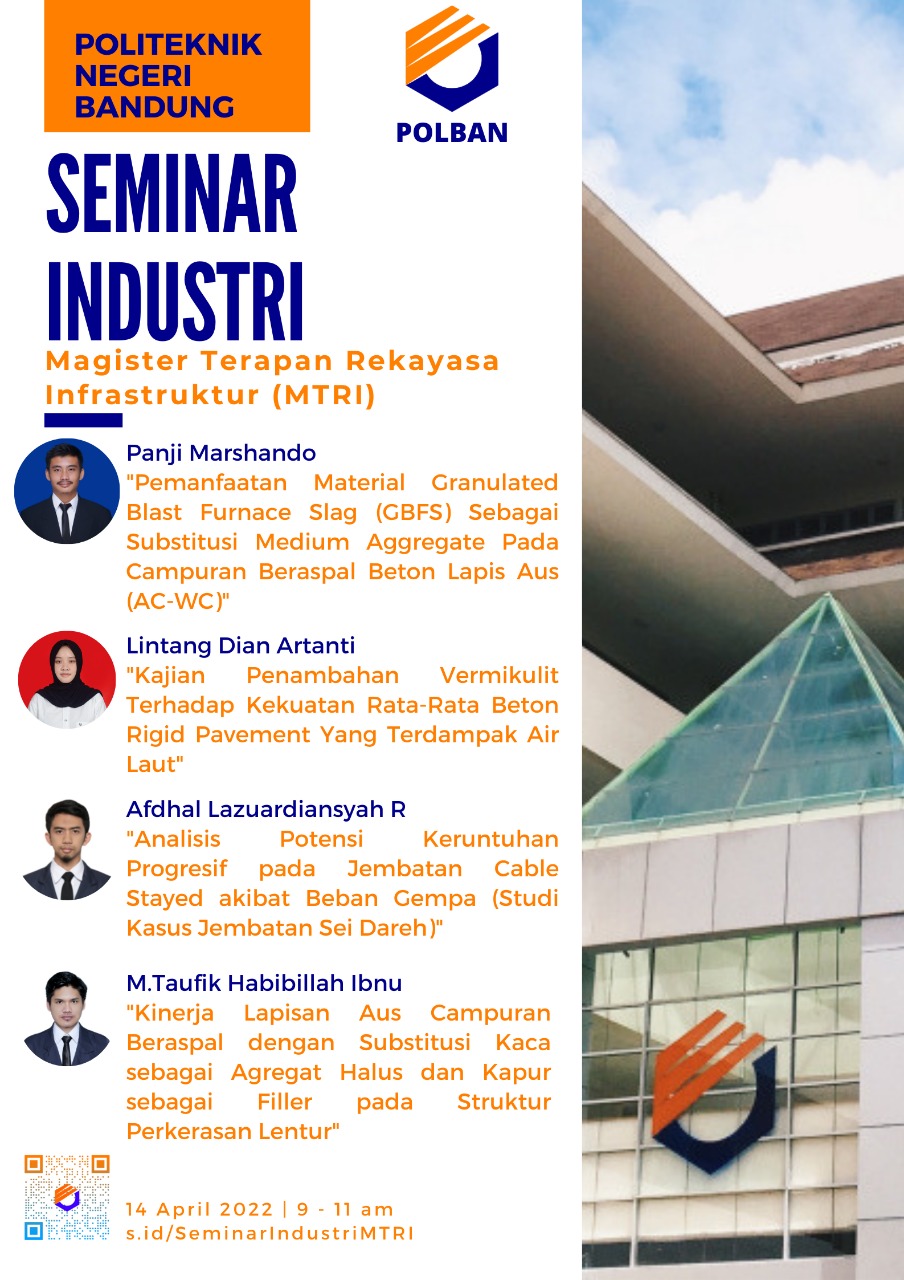 POLITEKNIK
NEGERI
BANDUNG
POLBAN
SEMINAR
INDUSTRI
Magister Terapan Rekayasa
Infrastruktur (MTRI)
Panji Marshando
"Pemanfaatan Material Granulated
Blast Furnace Slag (GBFS) Sebagai
Substitusi Medium Aggregate Pada
Campuran Beraspal Beton Lapis Aus
(AC-WC)"
Lintang Dian Artanti
"Kajian Penambahan Vermikulit
Terhadap Kekuatan Rata-Rata Beton
Rigid Pavement Yang Terdampak Air
Laut"
Afdhal Lazuardiansyah R
"Analisis Potensi Keruntuhan
Progresif pada Jembatan Cable
Stayed akibat Beban Gempa (Studi
Kasus Jembatan Sei Dareh)"
M.Taufik Habibillah Ibnu
"Kinerja Lapisan Aus Campuran
Beraspal dengan Substitusi Kaca
sebagai Agregat Halus dan Kapur
sebagai Filler pada Struktur
Perkerasan Lentur"
14 April 2022 | 9 - 11 am
s.id/SeminarIndustriMTRI